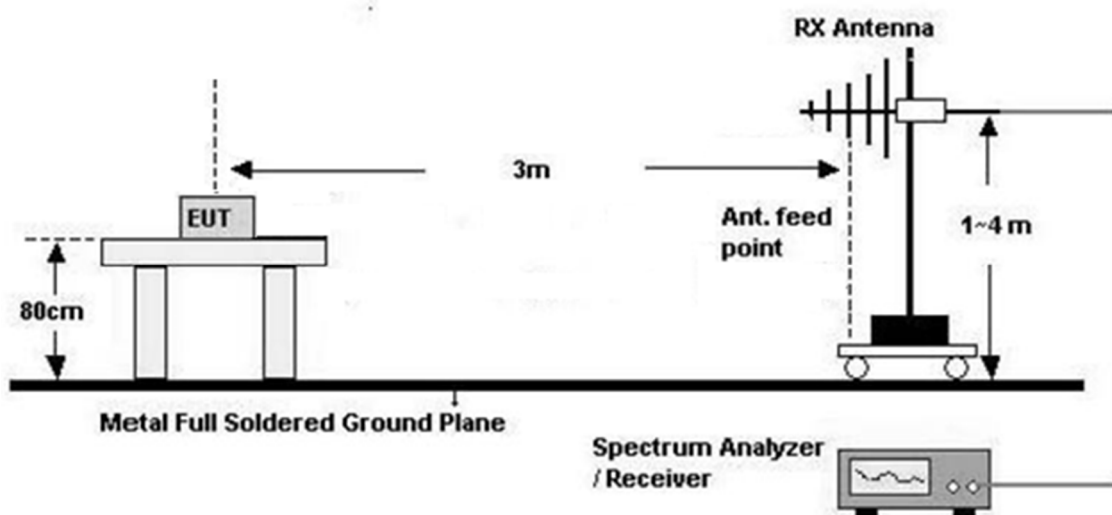 RX Antenna
3m
EUT
Ant. feed
point
1~4 m
80cm
Metal Full Soldered Ground Plane
Spectrum Analyzer
/ Receiver